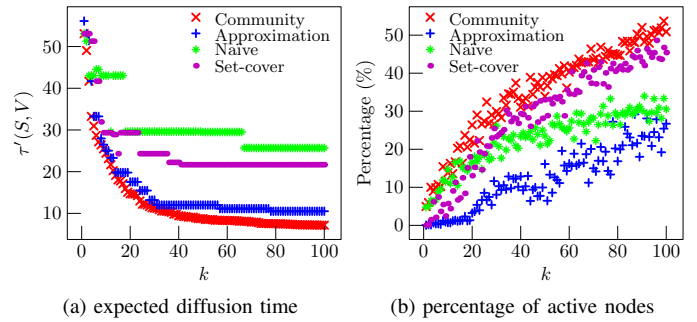 Community
Approximation
Naïve
Set-cover
50
40
30
20
10
τ′(S, V)
0 20 40 60 80 100
k
(a) expected diffusion time
Community
Approximation
Naïve
Set-cover
50
40
30
20
10
0
Percentage (%)
0 20 40 60 80 100
k
(b) percentage of active nodes